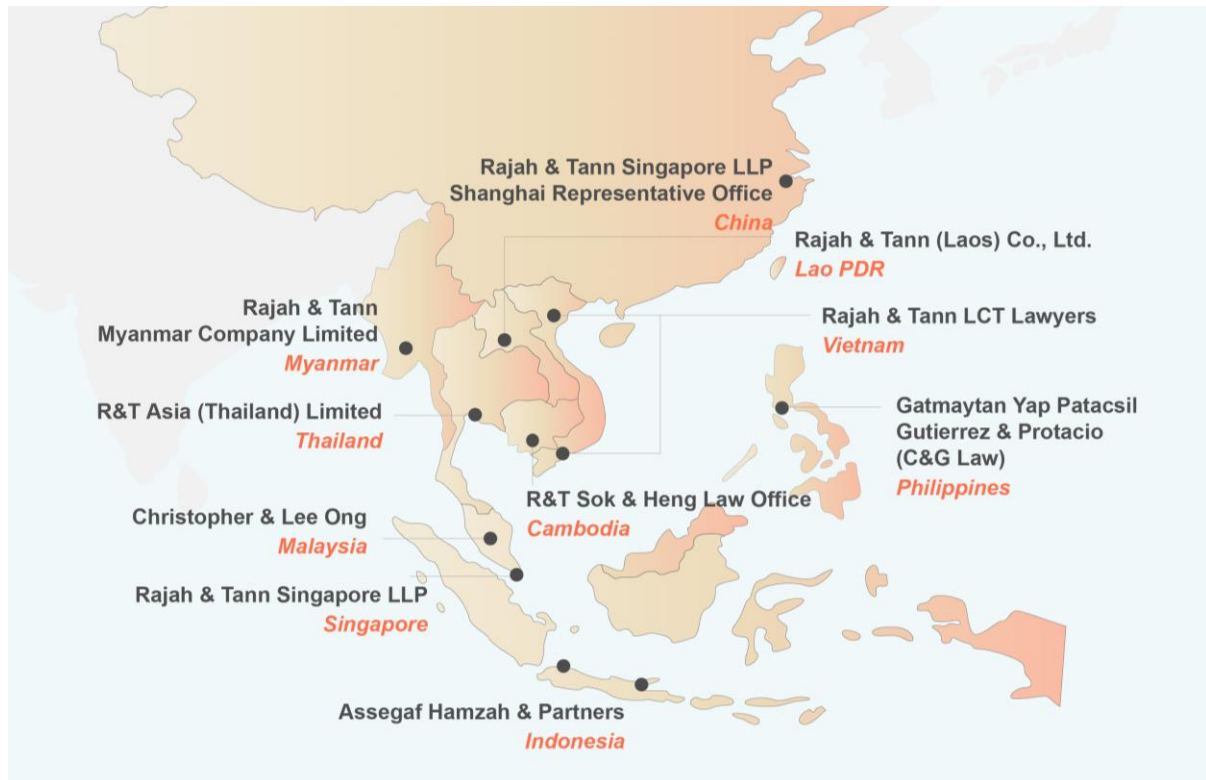 Rajah & Tann Singapore LLP
Shanghai Representative Office
China
Rajah & Tann (Laos) Co., Ltd.
Lao PDR
Rajah & Tann
Myanmar Company Limited
Myanmar
Rajah & Tann LCT Lawyers
Vietnam
R&T Asia (Thailand) Limited
Thailand
Gatmaytan Yap Patacsil
Gutierrez & Protacio
(C&G Law)
Philippines
R&T Sok & Heng Law Office
Cambodia
Christopher & Lee Ong
Malaysia
Rajah & Tann Singapore LLP
Singapore
Assegaf Hamzah & Partners
Indonesia